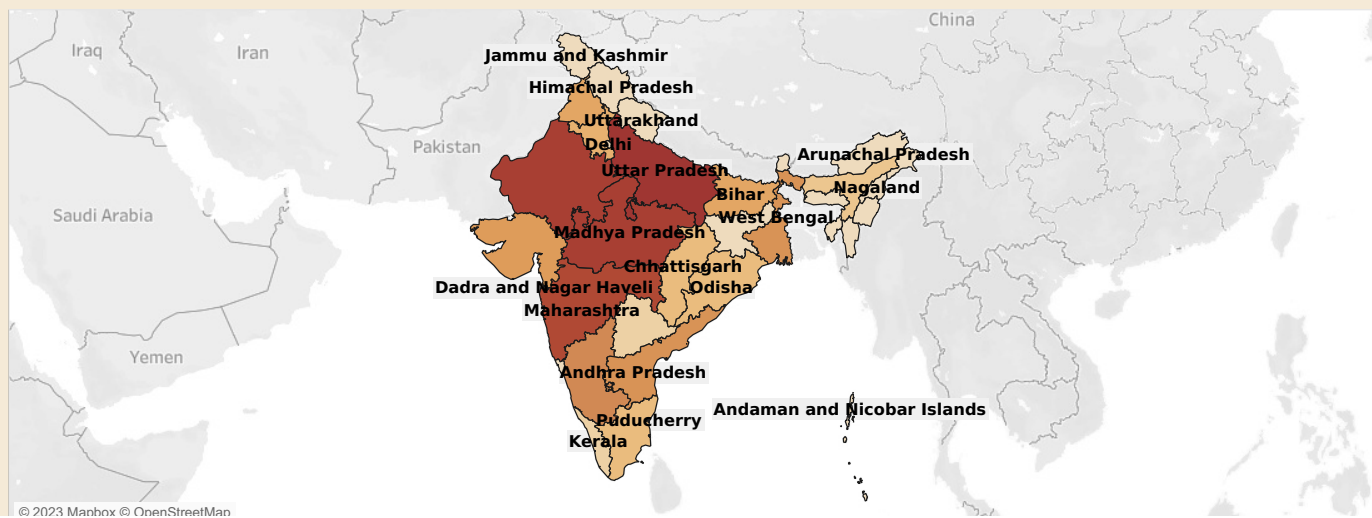 China
Iraq
Iran
Jammu and Kashmir
Himachal Pradesh
Uttarakhand
Delhi
Pakistan
Arunachal Pradesh
Uttar Pradesh
Nagaland
Bihar
Saudi Arabia
West Bengal
Madhya Pradesh
Chhattisgarh
Dadra and Nagar Haveli
Odisha
Maharashtra
Yemen
Andhra Pradesh
Andaman and Nicobar Islands
Puducherry
Kerala
© 2023 Mapbox © OpenStreetMap